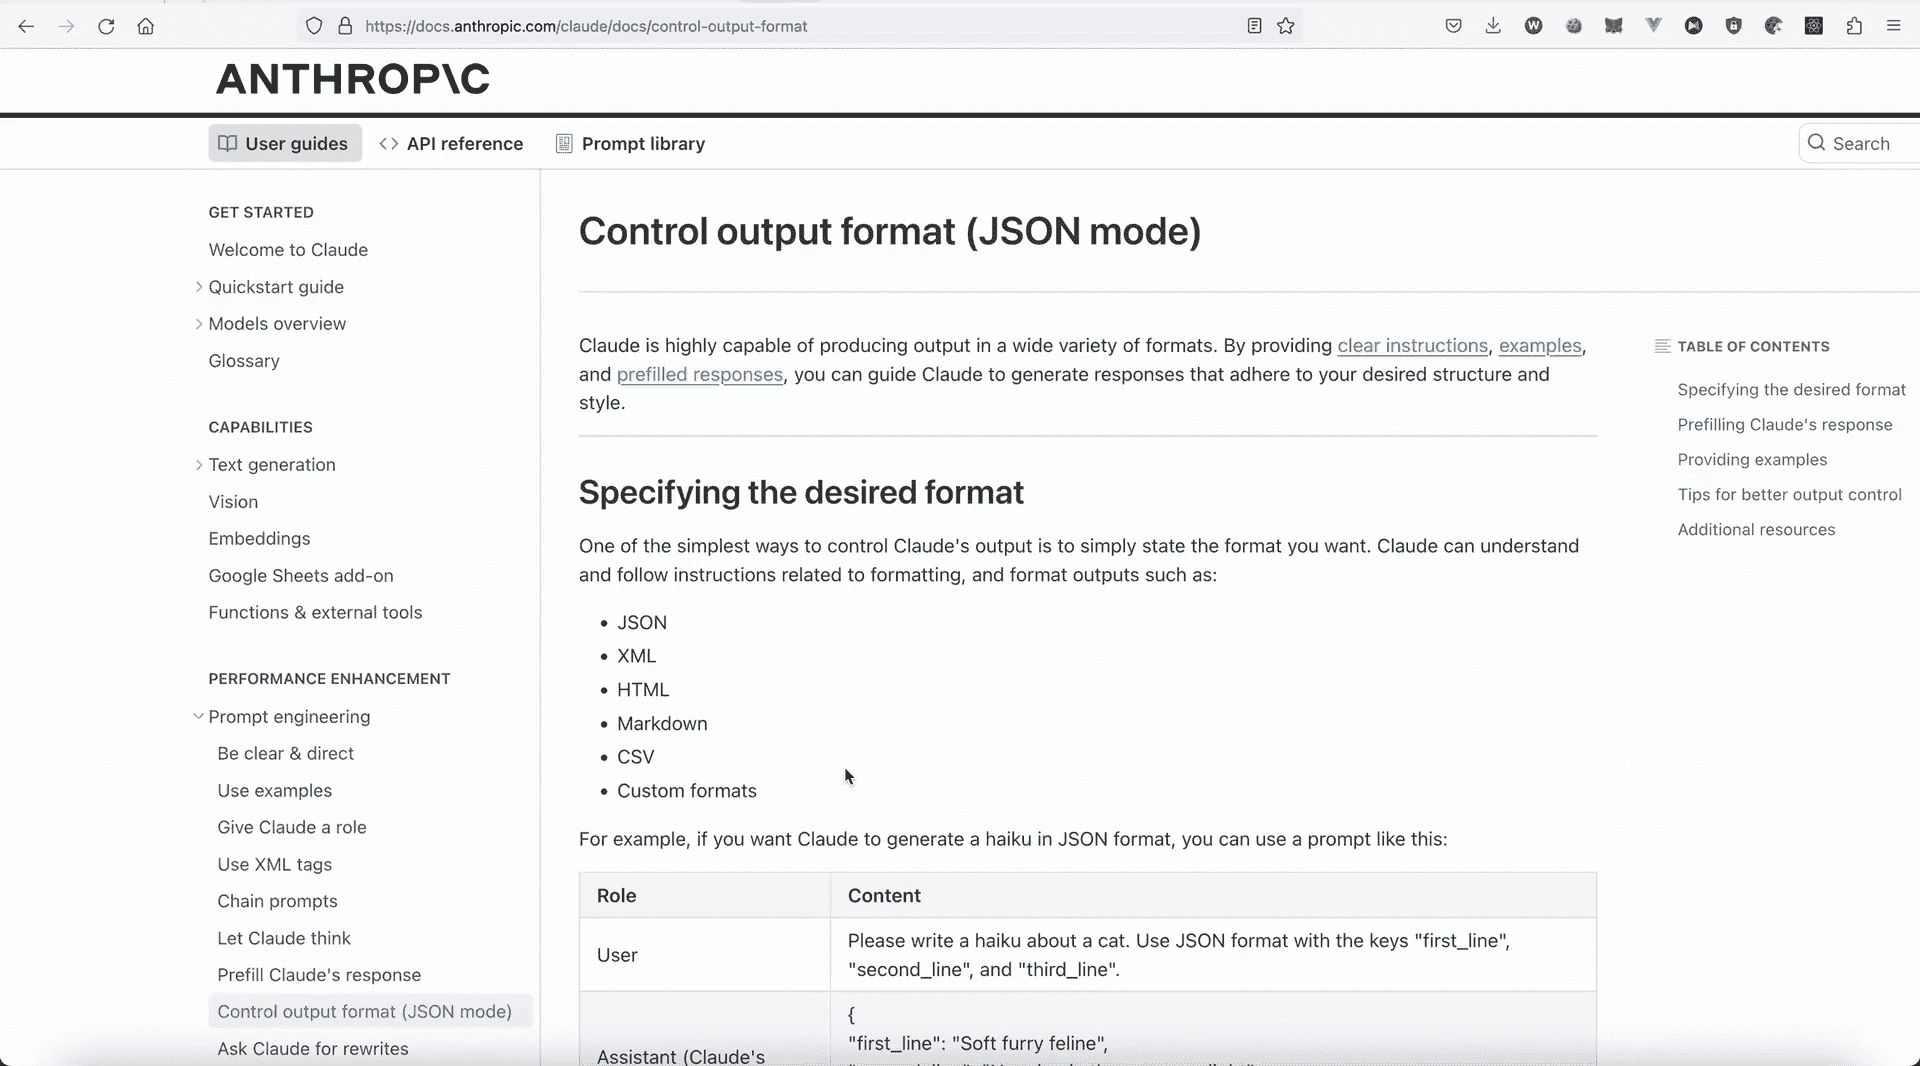 https://docs.anthropic.com/claude/docs/control-output-format
ANTHROP\C
User guides
API reference
Prompt library
Search
GET STARTED
Welcome to Claude
Quickstart guide
Models overview
Glossary
CAPABILITIES
Text generation
Vision
Embeddings
Google Sheets add-on
Functions & external tools
PERFORMANCE ENHANCEMENT
Prompt engineering
Be clear & direct
Use examples
Give Claude a role
Use XML tags
Chain prompts
Let Claude think
Prefill Claude's response
Control output format (JSON mode)
Ask Claude for rewrites
Control output format (JSON mode)
Claude is highly capable of producing output in a wide variety of formats. By providing clear instructions, examples,
and prefilled responses, you can guide Claude to generate responses that adhere to your desired structure and
style.
Specifying the desired format
One of the simplest ways to control Claude's output is to simply state the format you want. Claude can understand
and follow instructions related to formatting, and format outputs such as:
• JSON
• XML
• HTML
• Markdown
• CSV
• Custom formats
For example, if you want Claude to generate a haiku in JSON format, you can use a prompt like this:
Role
Content
User
Please write a haiku about a cat. Use JSON format with the keys "first_line",
"second_line", and "third_line".
Assistant (Claude's
{
"first_line": "Soft furry feline",
TABLE OF CONTENTS
Specifying the desired format
Prefilling Claude's response
Providing examples
Tips for better output control
Additional resources